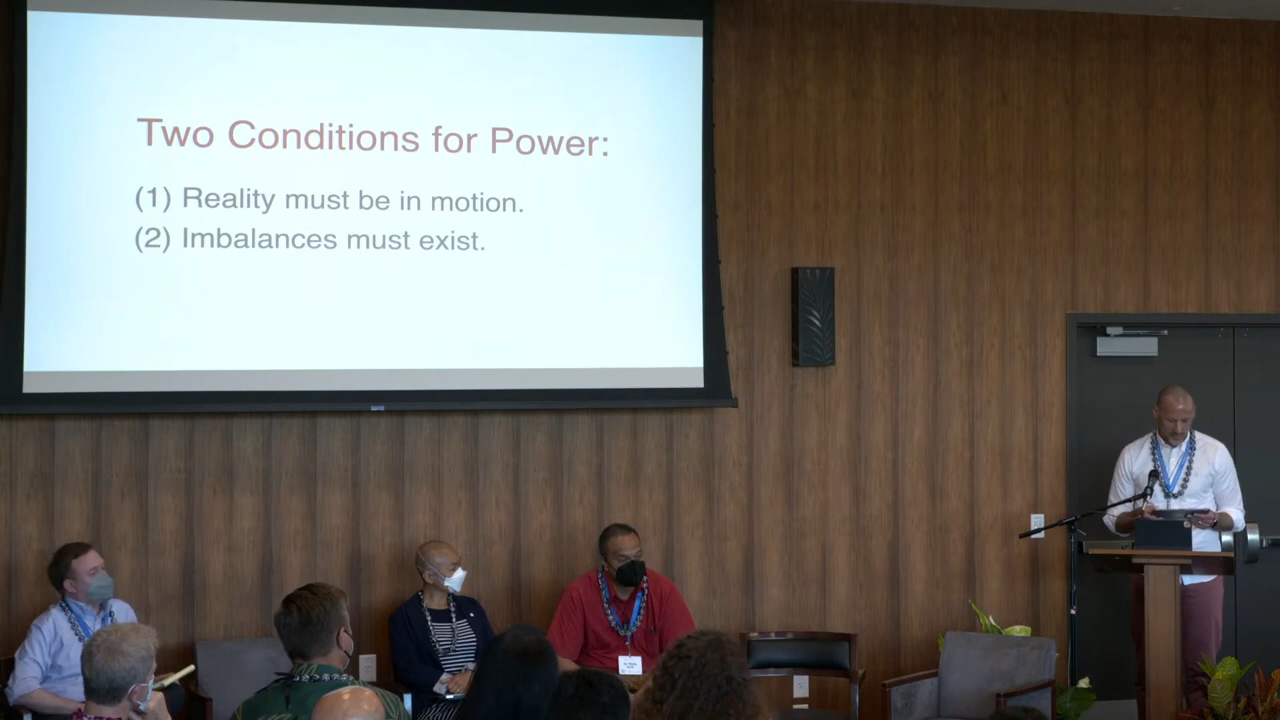 Two Conditions for Power:
(1) Reality must be in motion.
(2) Imbalances must exist.